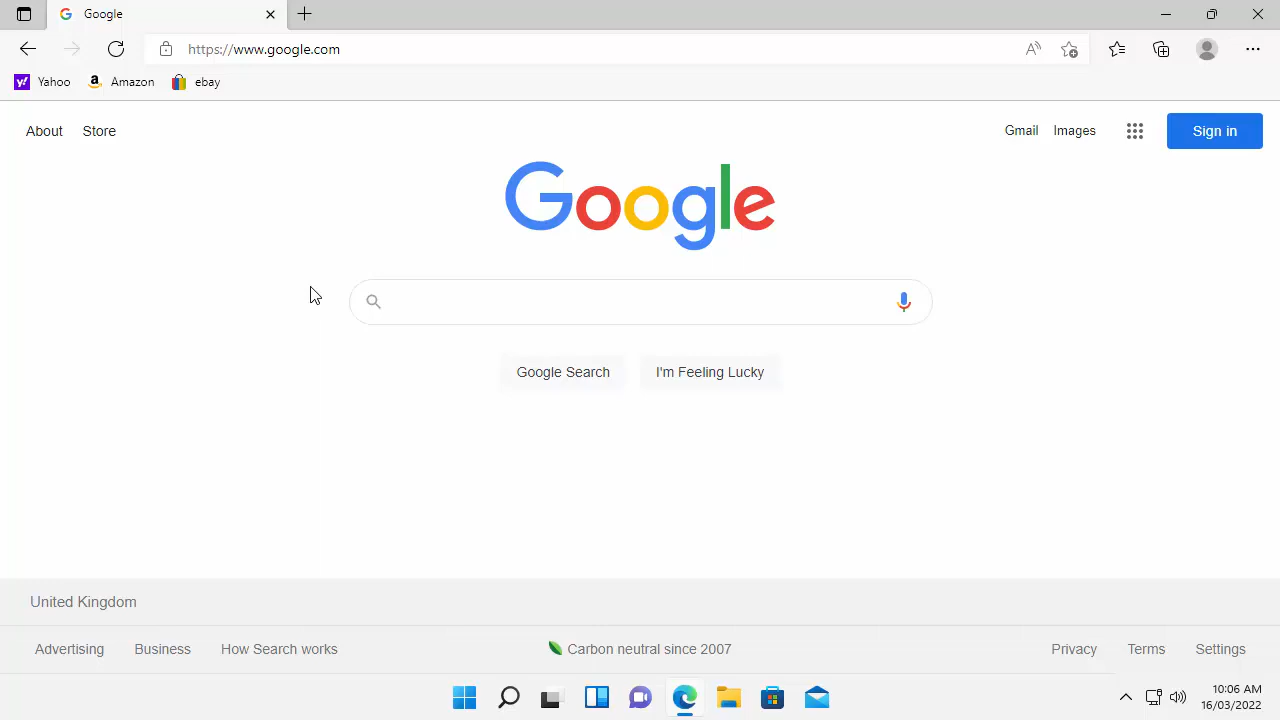 Google
https://www.google.com
Yahoo Amazon ebay
About Store Gmail Images Sign in
Google
Google Search I'm Feeling Lucky
United Kingdom
Advertising Business How Search works Carbon neutral since 2007 Privacy Terms Settings
10:06 AM
16/03/2022